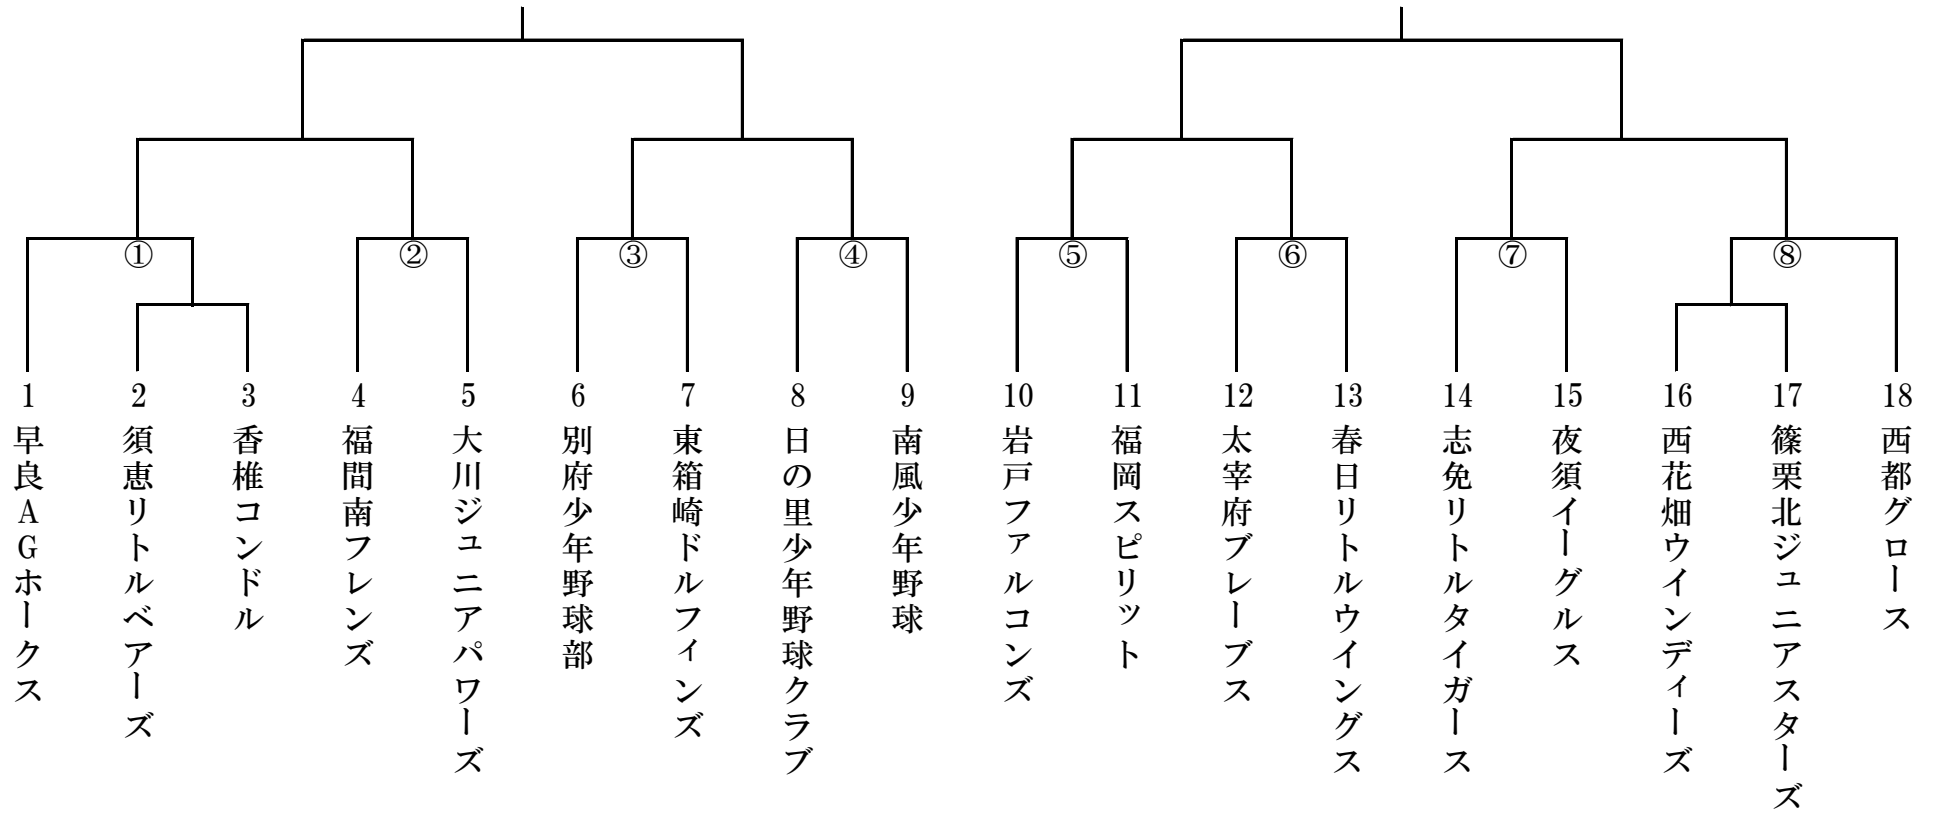 ①
②
③
④
⑤
⑥
⑦
⑧
1 早良AGホークス
2 須恵リトルベアーズ
3 香椎コンドル
4 福間南フレンズ
5 大川ジュニアパワーズ
6 別府少年野球部
7 東箱崎ドルフィンズ
8 日の里少年野球クラブ
9 南風少年野球
10 岩戸ファルコンズ
11 福岡スピリット
12 太宰府ブレーブス
13 春日リトルウイングス
14 志免リトルタイガース
15 夜須イーグルス
16 西花畑ウインディーズ
17 篠栗北ジュニアスターズ
18 西都グロース